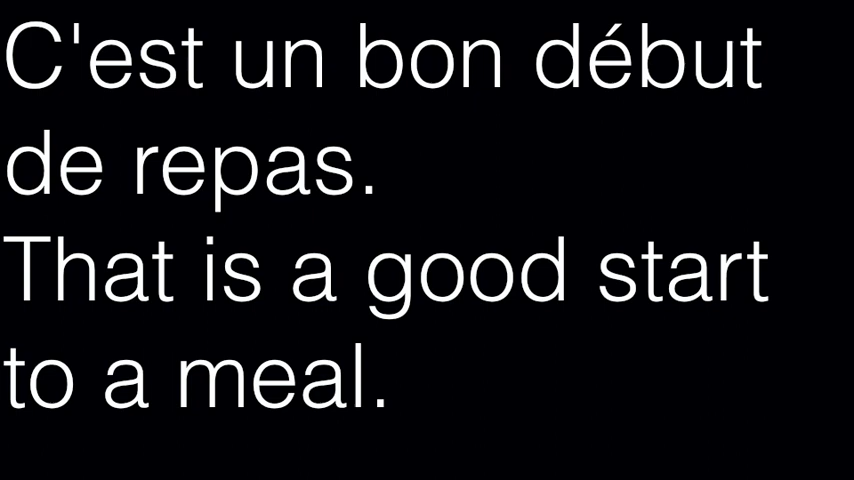 C'est un bon début
de repas.
That is a good start
to a meal.